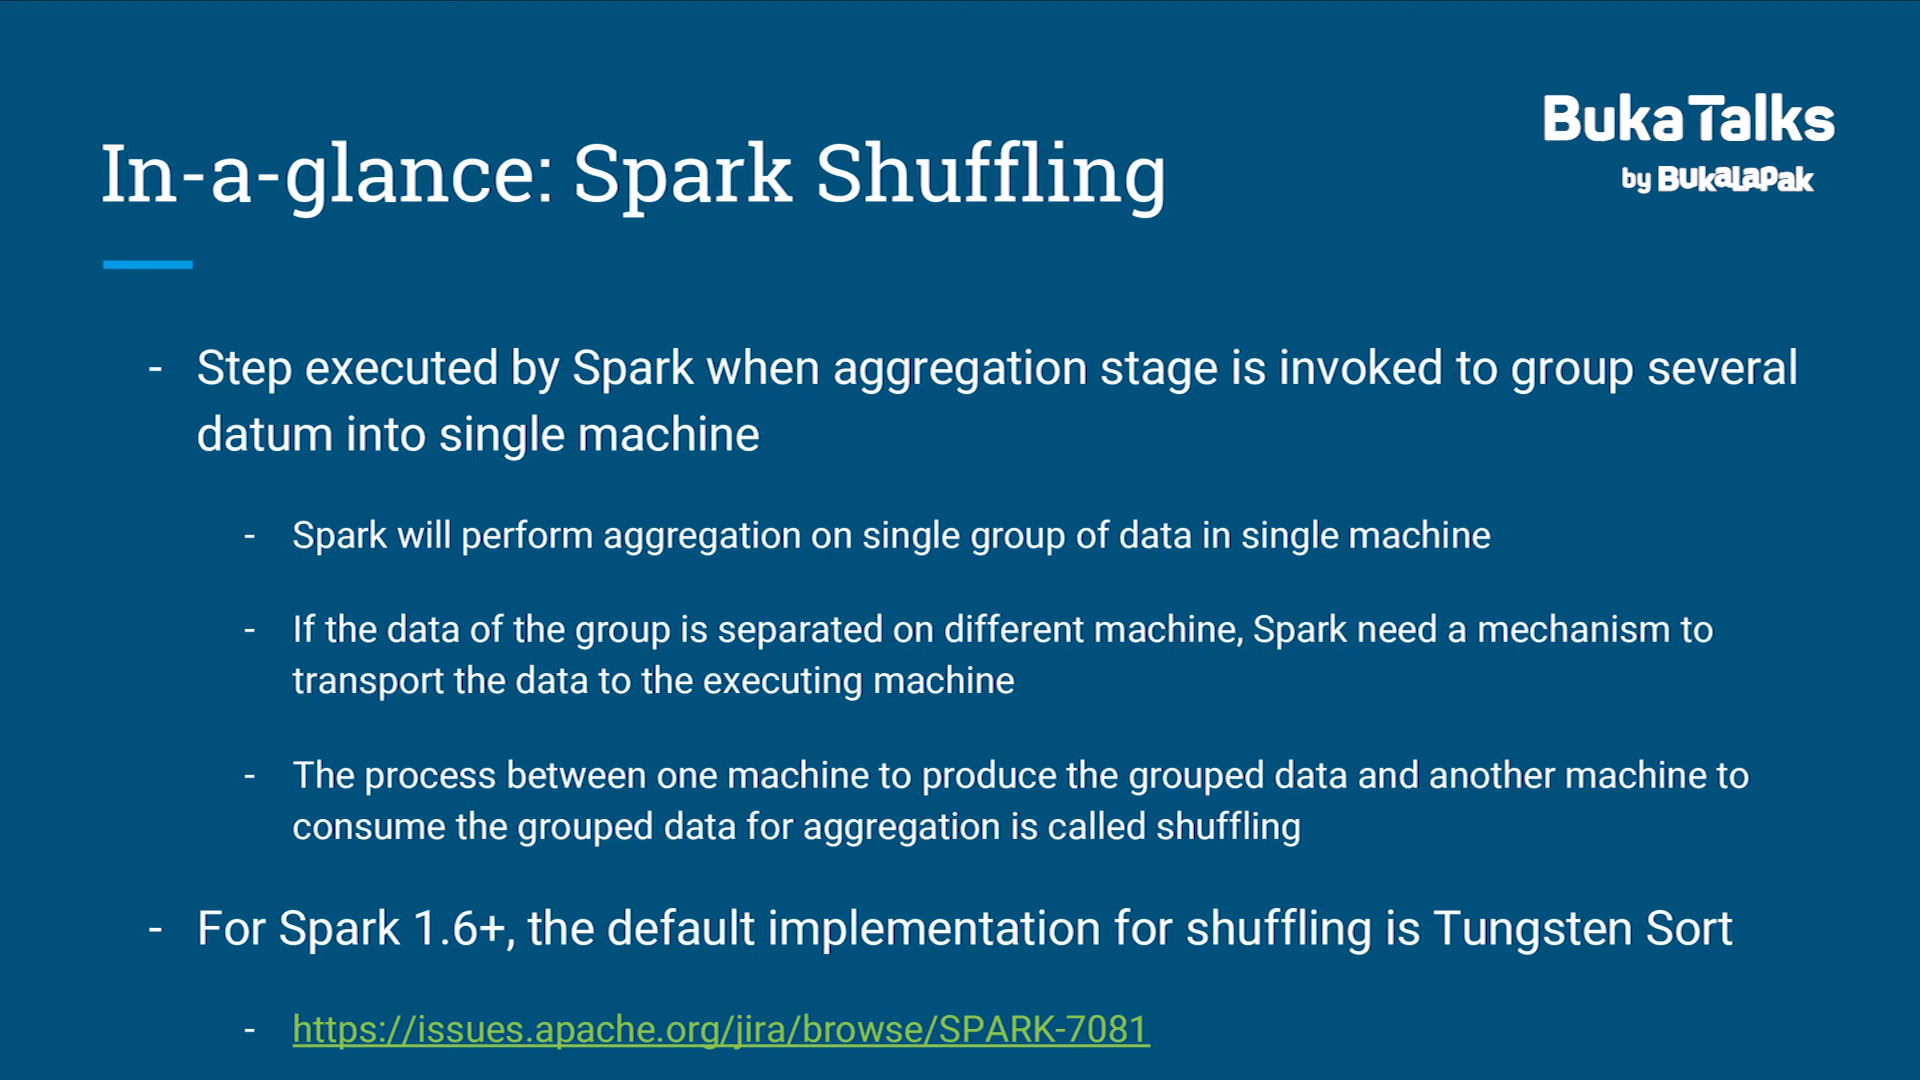 BukaTalks
by BukaLapak
In-a-glance: Spark Shuffling
- Step executed by Spark when aggregation stage is invoked to group several
datum into single machine
- Spark will perform aggregation on single group of data in single machine
- If the data of the group is separated on different machine, Spark need a mechanism to
transport the data to the executing machine
- The process between one machine to produce the grouped data and another machine to
consume the grouped data for aggregation is called shuffling
- For Spark 1.6+, the default implementation for shuffling is Tungsten Sort
- https://issues.apache.org/jira/browse/SPARK-7081